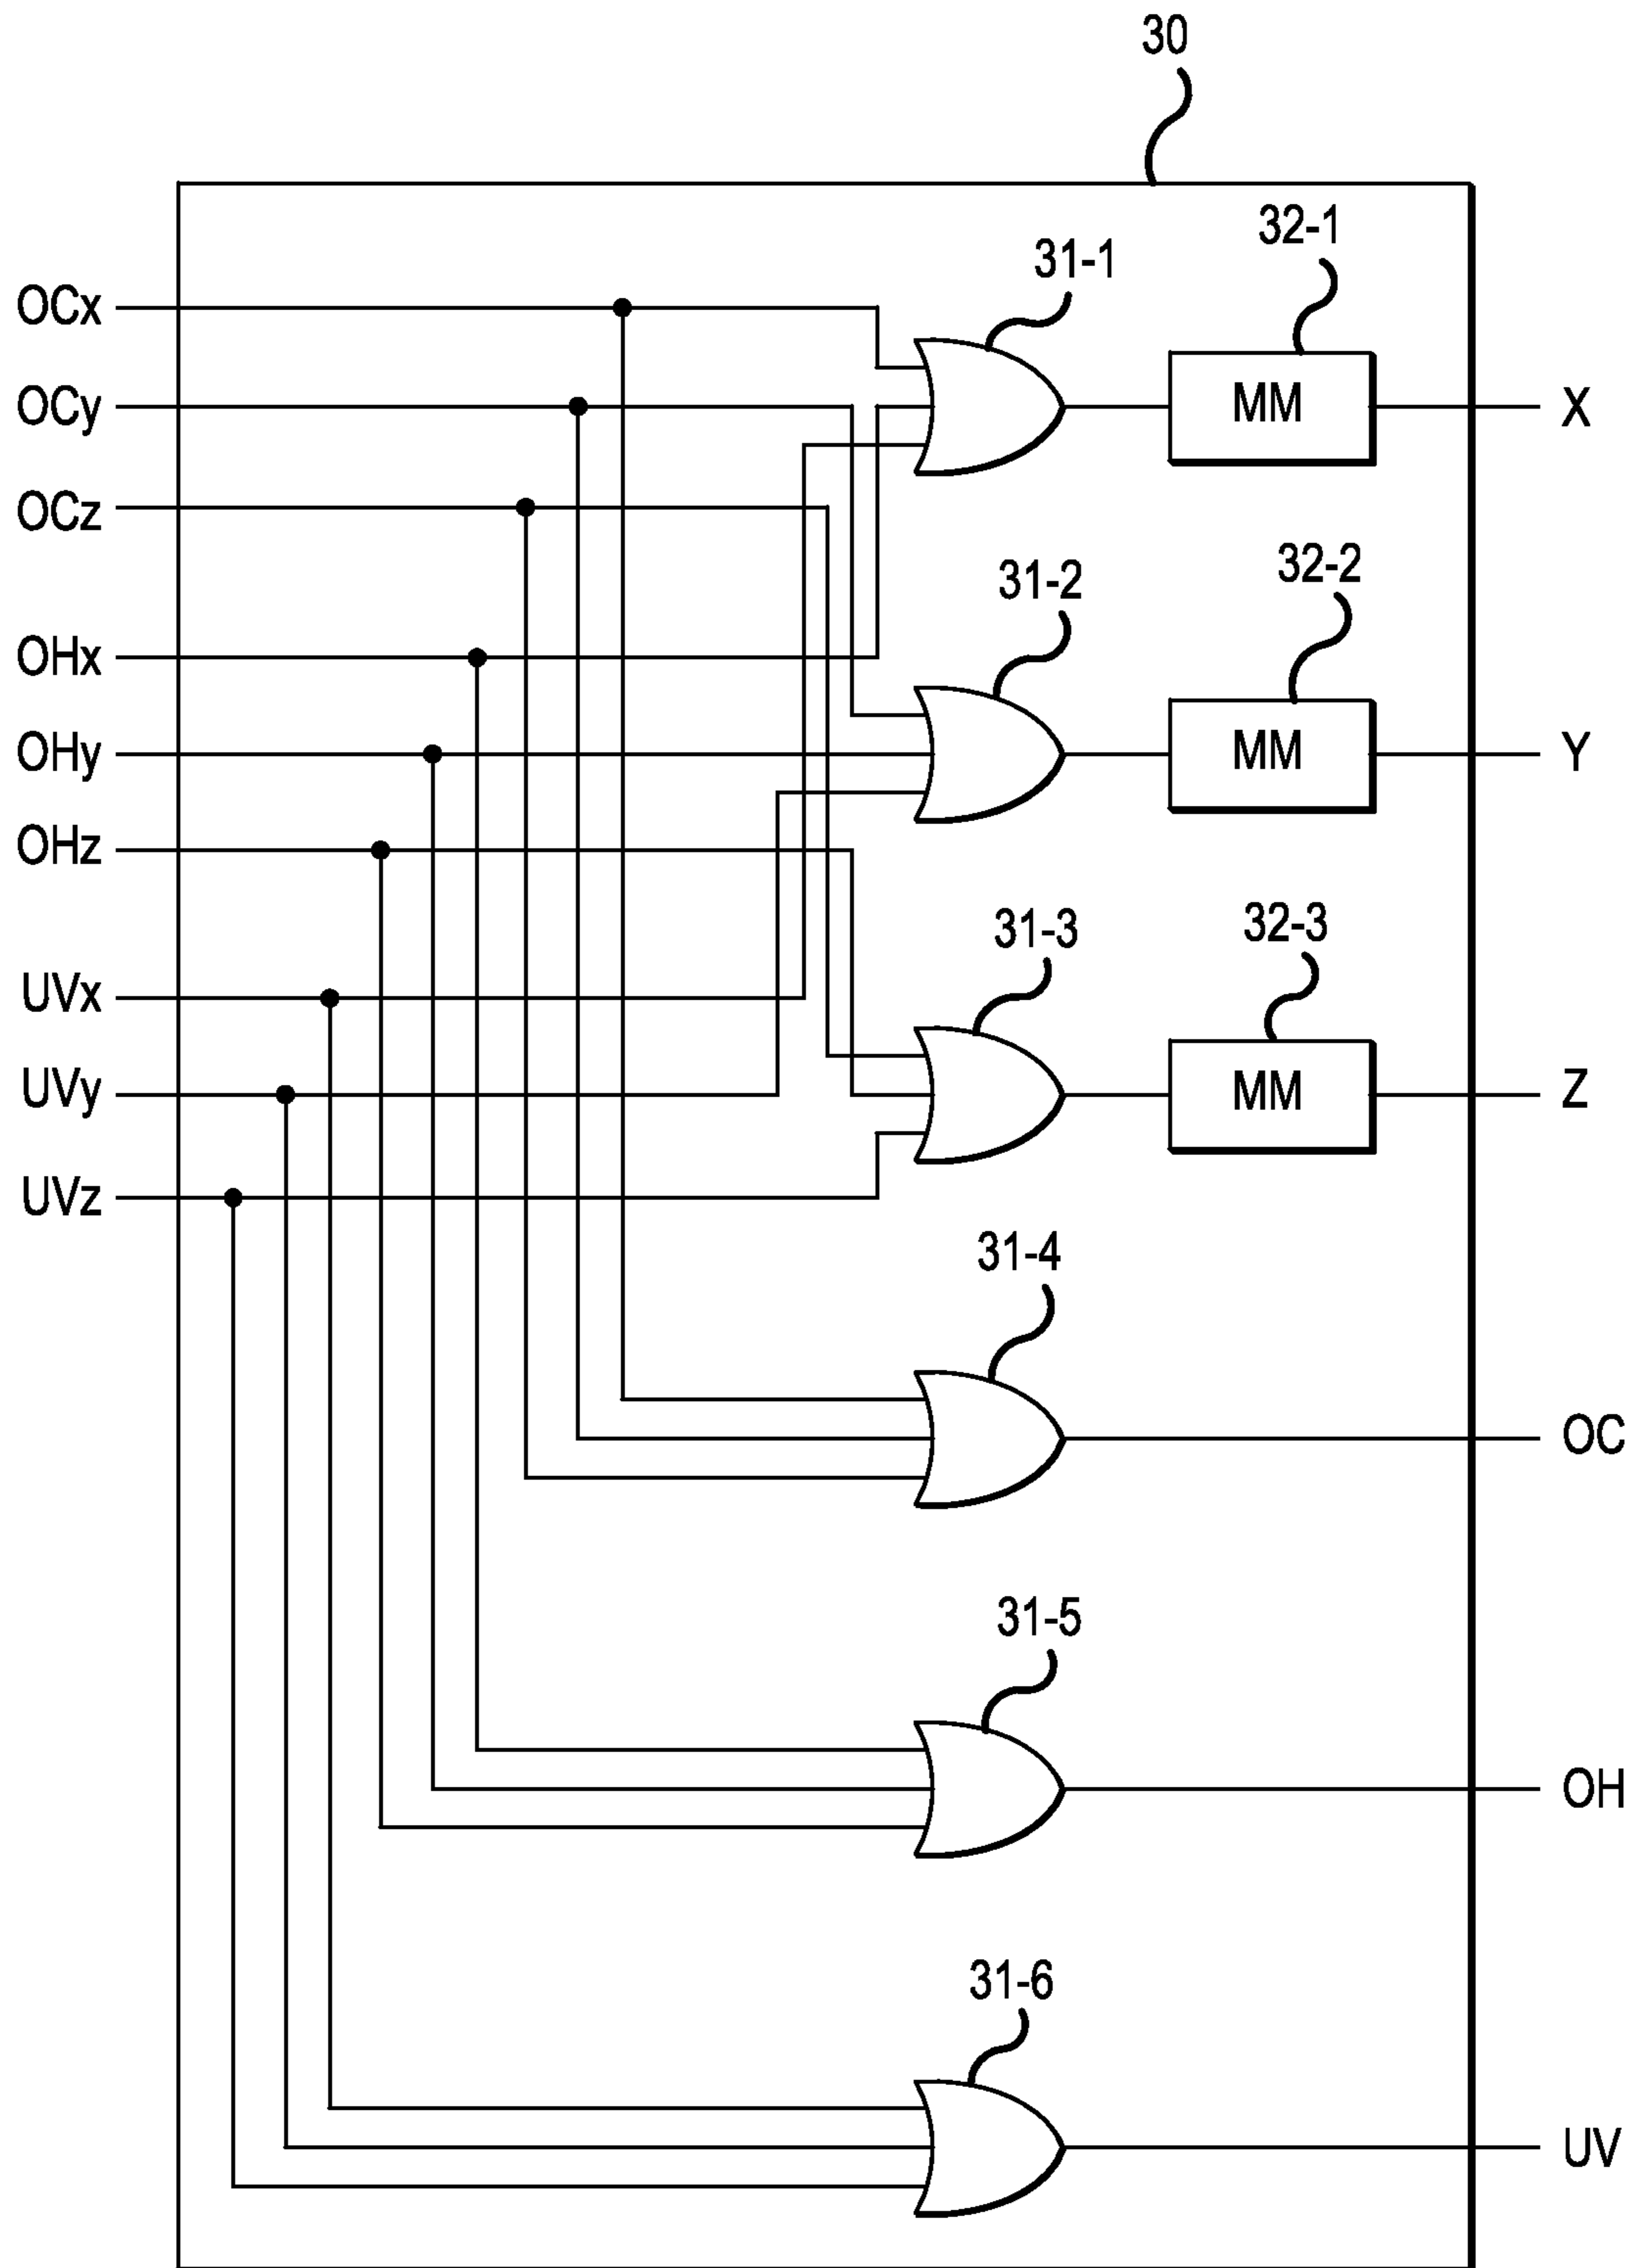 30
32-1
31-1
OCx
OCy
MM
X
OCz
31-2
32-2
OHx
OHy
MM
Y
OHz
31-3
32-3
UVx
UVy
MM
Z
UVz
31-4
OC
31-5
OH
31-6
UV